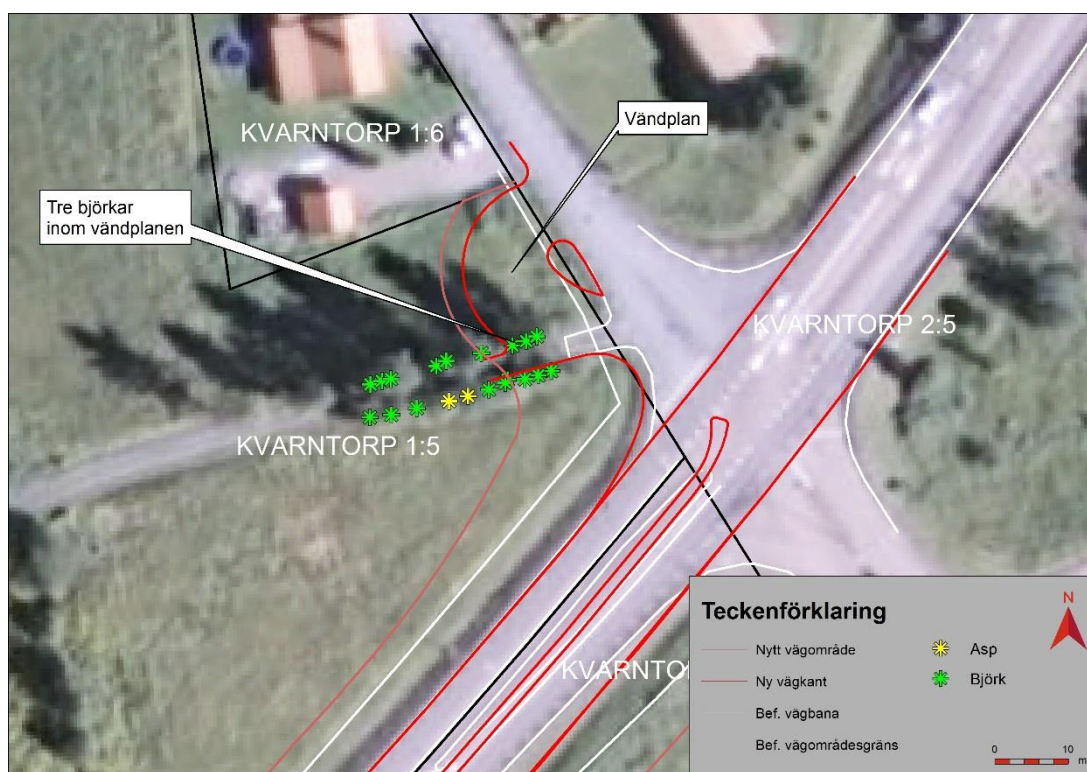 KVARNTORP 1:6
Vändplan
Tre björkar
inom vändplanen
KVARNTORP 2:5
KVARNTORP 1:5
KVARNTO
Teckenförklaring
Nytt vägområde
Ny vägkant
Bef. vägbana
Bef. vägområdesgräns
Asp
Björk
N
0 10
m